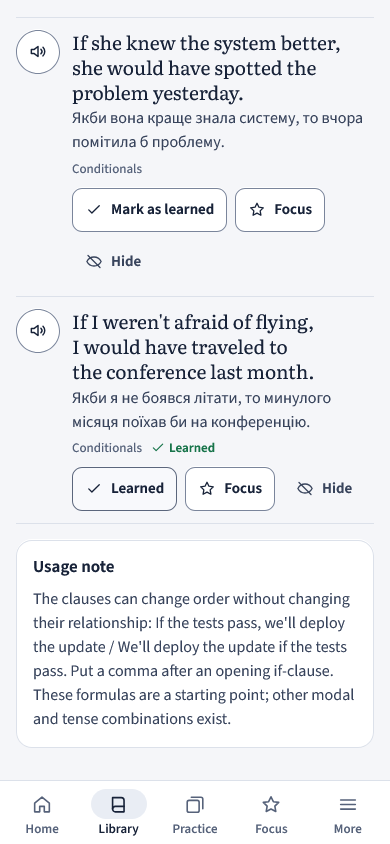 If she knew the system better,
she would have spotted the
problem yesterday.
Якби вона краще знала систему, то вчора
помітила б проблему.
Conditionals
Mark as learned
Focus
Hide
If I weren't afraid of flying,
I would have traveled to
the conference last month.
Якби я не боявся літати, то минулого
місяця поїхав би на конференцію.
Conditionals Learned
Learned
Focus
Hide
Usage note
The clauses can change order without changing
their relationship: If the tests pass, we'll deploy
the update / We'll deploy the update if the tests
pass. Put a comma after an opening if-clause.
These formulas are a starting point; other modal
and tense combinations exist.
Home
Library
Practice
Focus
More